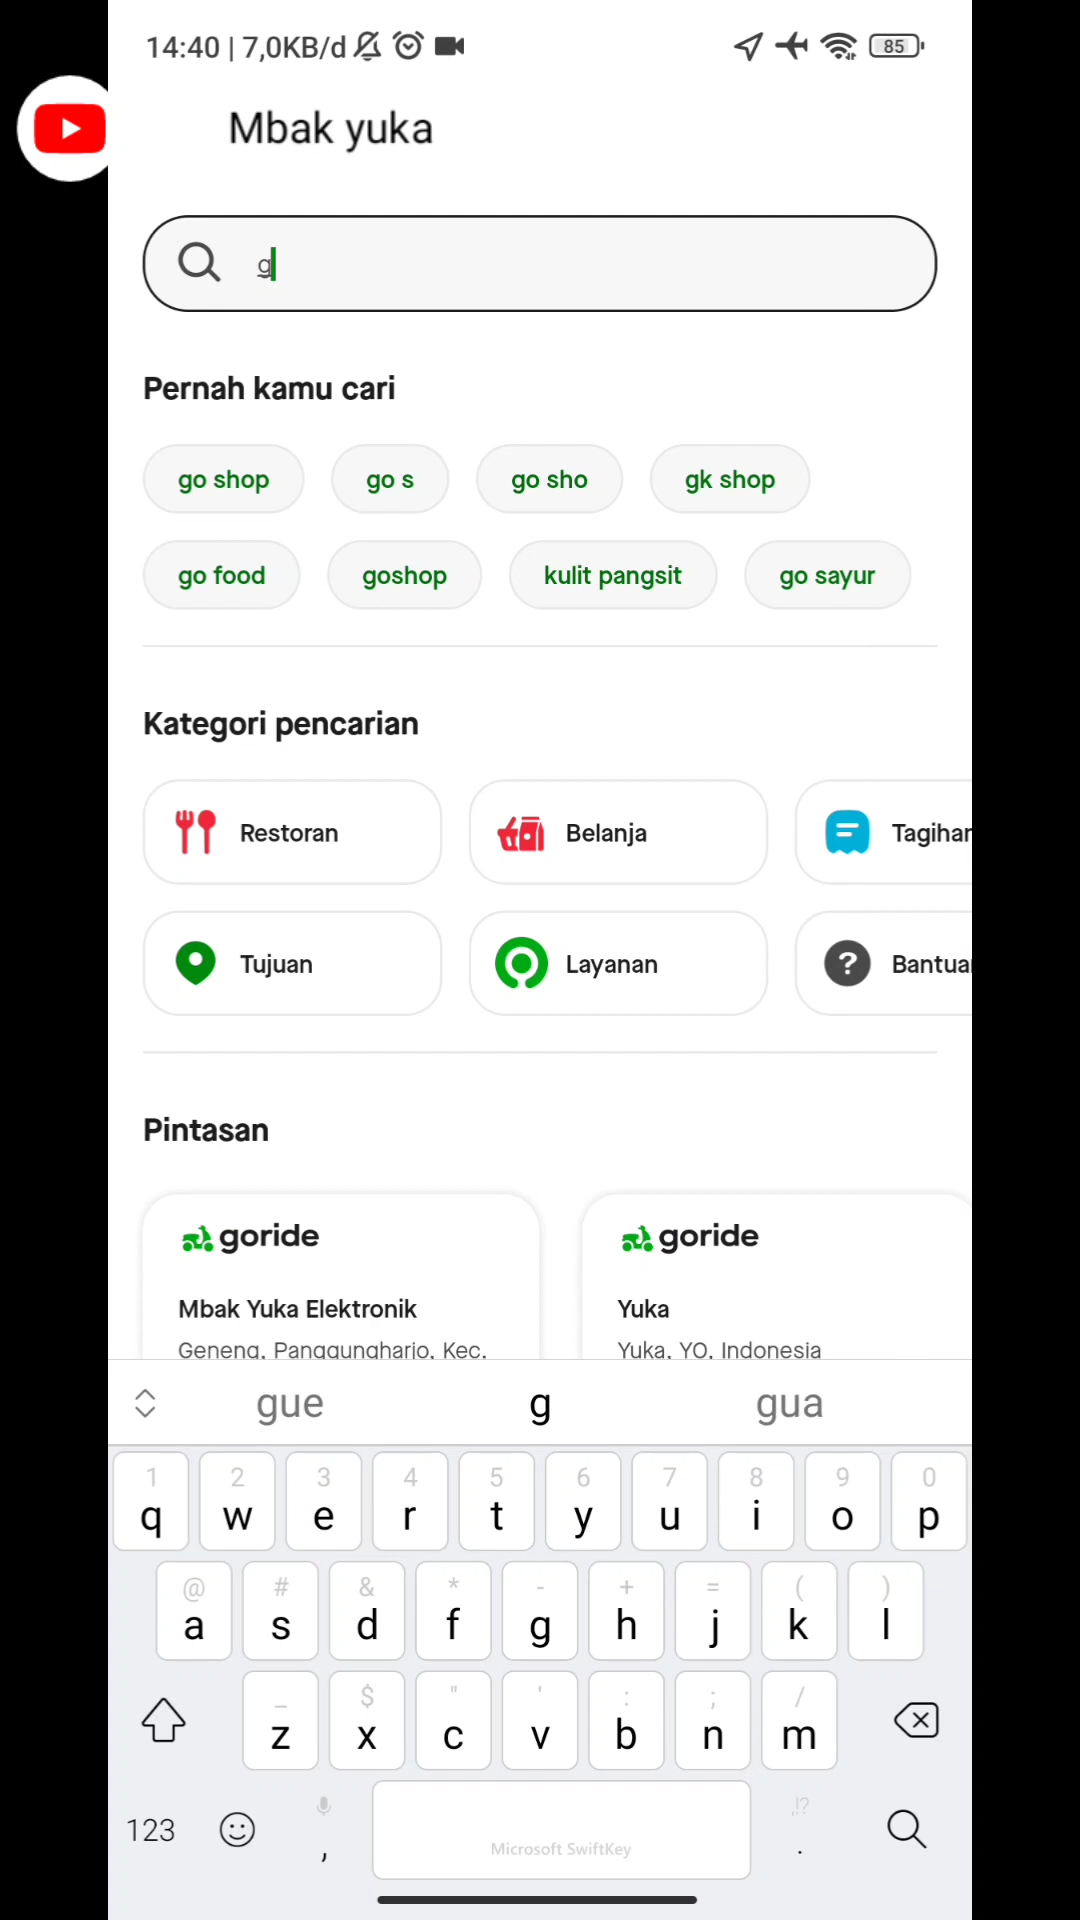 14:40 | 7,0KB/d 85
Mbak yuka
g
Pernah kamu cari
go shop go s go sho gk shop
go food goshop kulit pangsit go sayur
Kategori pencarian
Restoran Belanja Tagihan
Tujuan Layanan Bantuan
Pintasan
goride goride
Mbak Yuka Elektronik Yuka
Geneng, Panggungharjo, Kec. Yuka, YO, Indonesia
gue g gua
1 2 3 4 5 6 7 8 9 0
q w e r t y u i o p
@ # & * - + = ( )
a s d f g h j k l
_ $ " ' : ; /
z x c v b n m
,!?
123 , Microsoft SwiftKey .